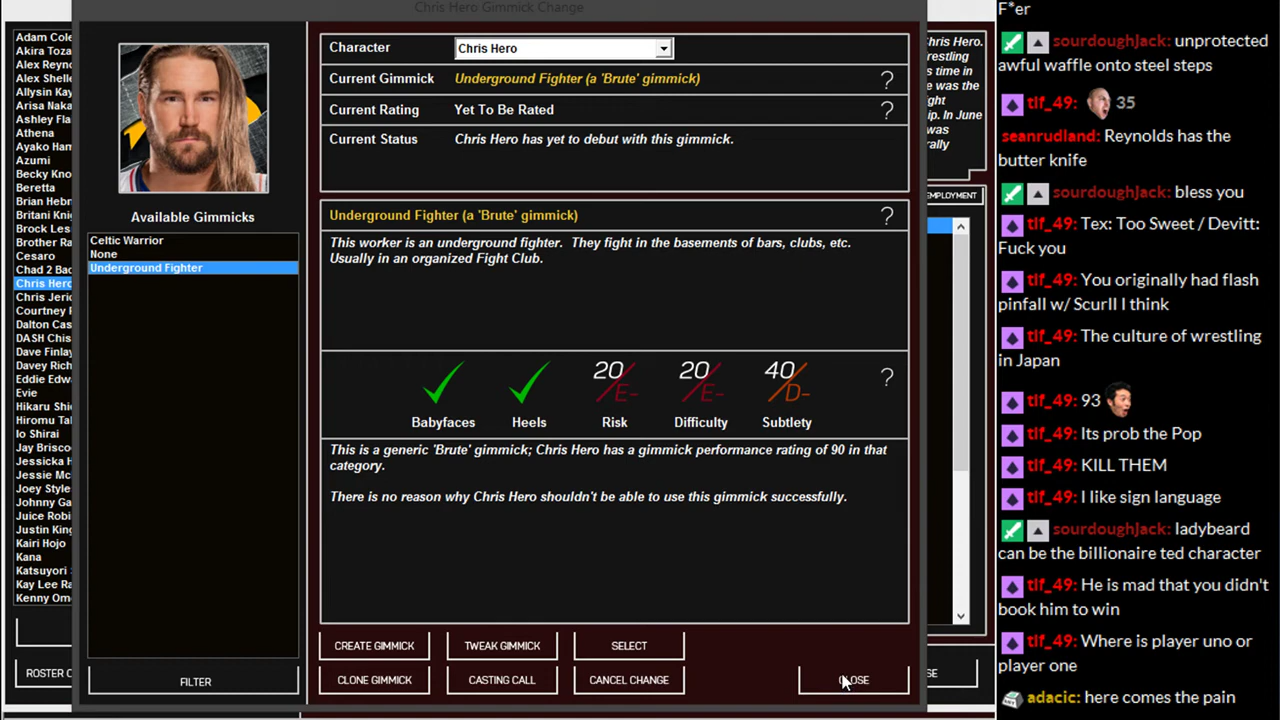 Chris Hero Gimmick Change
Adam Cole
Akira Toza
Alex Reyno
Alex Shelle
Allysin Kay
Arisa Naka
Ashley Fla
Athena
Ayako Ham
Azumi
Becky Kno
Beretta
Brian Hebn
Britani Knig
Brock Les
Brother Ra
Cesaro
Chad 2 Bac
Chris Hero
Chris Jeric
Courtney
Dalton Cas
DASH Chis
Dave Finlay
Davey Rich
Eddie Edw
Evie
Hikaru Shi
Hiromu Tal
Io Shirai
Jay Brisco
Jessicka H
Jessie Mc
Joey Style
Johnny Ga
Juice Robi
Justin King
Kairi Hojo
Kana
Katsuyori
Kay Lee Ra
Kenny Om
ROSTER C
Available Gimmicks
Celtic Warrior
None
Underground Fighter
FILTER
Character
Chris Hero
Current Gimmick
Underground Fighter (a 'Brute' gimmick)
?
Current Rating
Yet To Be Rated
?
Current Status
Chris Hero has yet to debut with this gimmick.
Underground Fighter (a 'Brute' gimmick)
?
This worker is an underground fighter. They fight in the basements of bars, clubs, etc.
Usually in an organized Fight Club.
20/E-
20/E-
40/D-
?
Babyfaces
Heels
Risk
Difficulty
Subtlety
This is a generic 'Brute' gimmick; Chris Hero has a gimmick performance rating of 90 in that
category.
There is no reason why Chris Hero shouldn't be able to use this gimmick successfully.
CREATE GIMMICK
TWEAK GIMMICK
SELECT
CLONE GIMMICK
CASTING CALL
CANCEL CHANGE
CLOSE
hris Hero.
restling
s time in
e was the
ght
ip. In June
was
rally
EMPLOYMENT
SE
F*er
sourdoughjack: unprotected
awful waffle onto steel steps
tlf_49: 35
seanrudland: Reynolds has the
butter knife
sourdoughjack: bless you
tlf_49: Tex: Too Sweet / Devitt:
Fuck you
tlf_49: You originally had flash
pinfall w/ Scurll I think
tlf_49: The culture of wrestling
in Japan
tlf_49: 93
tlf_49: Its prob the Pop
tlf_49: KILL THEM
tlf_49: I like sign language
sourdoughjack: ladybeard
can be the billionaire ted character
tlf_49: He is mad that you didn't
book him to win
tlf_49: Where is player uno or
player one
adacic: here comes the pain